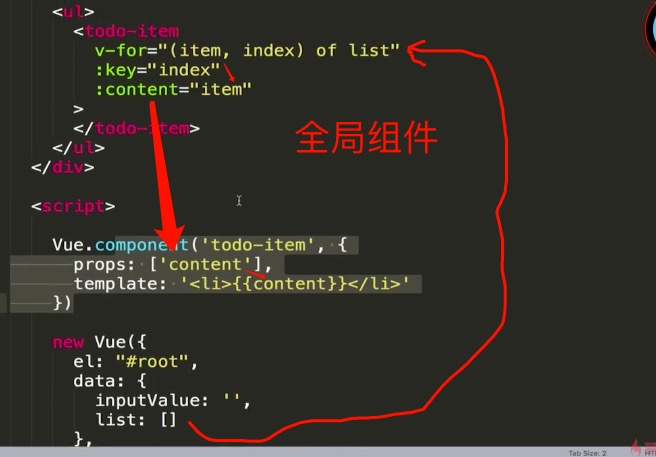 <ul>
<todo-item
v-for="(item, index) of list"
:key="index"
:content="item"
>
</todo-item>
</ul>
</div>
全局组件
<script>
Vue.component('todo-item', {
props: ['content'],
template: '<li>{{content}}</li>'
})
new Vue({
el: "#root",
data: {
inputValue: '',
list: []
},
Tab Size: 2